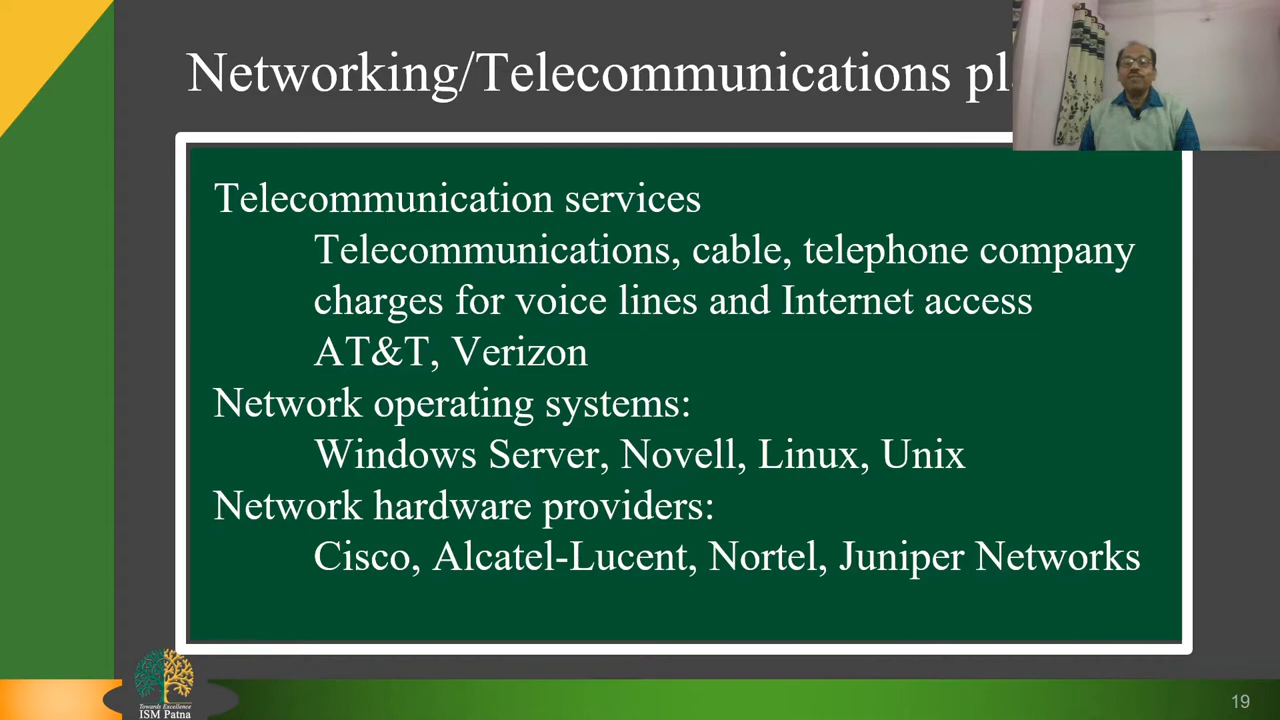 Networking/Telecommunications
Telecommunication services
Telecommunications, cable, telephone company
charges for voice lines and Internet access
AT&T, Verizon
Network operating systems:
Windows Server, Novell, Linux, Unix
Network hardware providers:
Cisco, Alcatel-Lucent, Nortel, Juniper Networks
Towards Excellence
ISM Patna
19